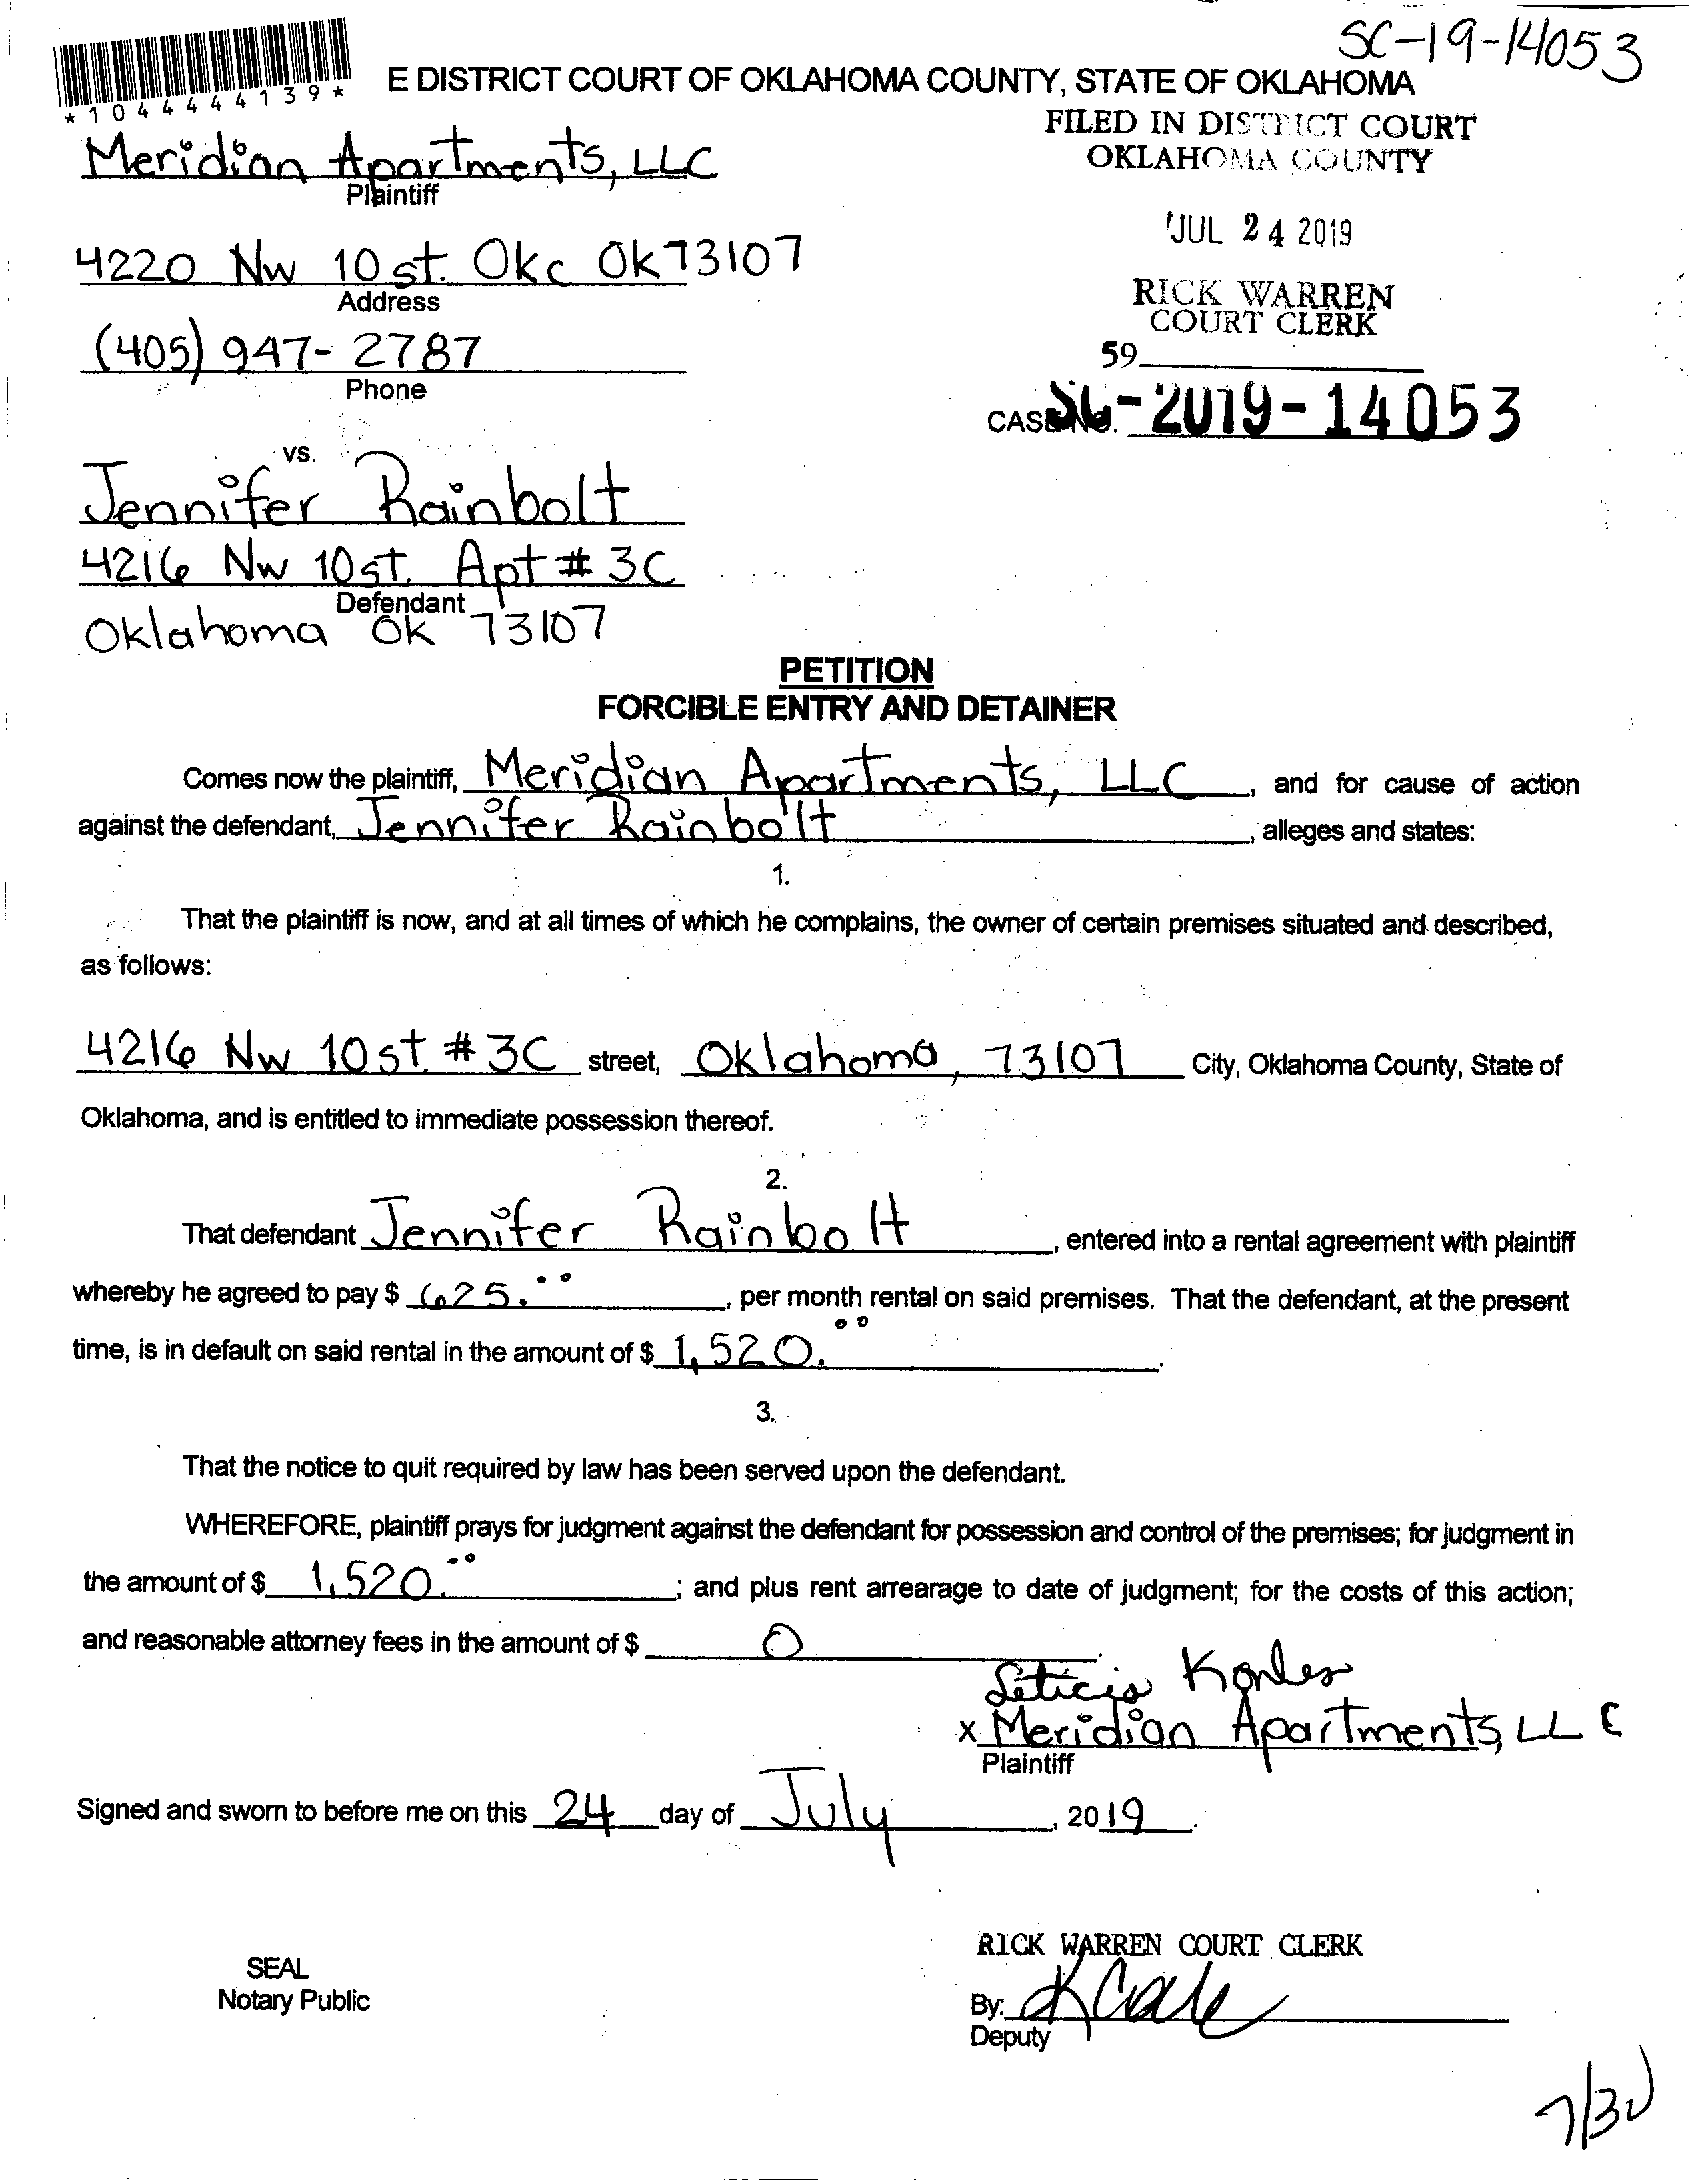 SC-19-14053
*1044444139*
E DISTRICT COURT OF OKLAHOMA COUNTY, STATE OF OKLAHOMA
FILED IN DISTRICT COURT
OKLAHOMA COUNTY
Meridian Apartments, LLC
Plaintiff
JUL 24 2019
4220 Nw 10 st. Okc Ok 73107
Address
RICK WARREN
COURT CLERK
(405) 947-2787
Phone
59
CASE NO. SC-2019-14053
vs.
Jennifer Rainbolt
4216 Nw 10 st. Apt # 3C
Defendant
Oklahoma Ok 73107
PETITION
FORCIBLE ENTRY AND DETAINER
Comes now the plaintiff, Meridian Apartments, LLC, and for cause of action
against the defendant, Jennifer Rainbolt, alleges and states:
1.
That the plaintiff is now, and at all times of which he complains, the owner of certain premises situated and described,
as follows:
4216 Nw 10 st. # 3C street, Oklahoma, 73107 City, Oklahoma County, State of
Oklahoma, and is entitled to immediate possession thereof.
2.
That defendant Jennifer Rainbolt, entered into a rental agreement with plaintiff
whereby he agreed to pay $ 625.00, per month rental on said premises. That the defendant, at the present
time, is in default on said rental in the amount of $ 1,520.00.
3.
That the notice to quit required by law has been served upon the defendant.
WHEREFORE, plaintiff prays for judgment against the defendant for possession and control of the premises; for judgment in
the amount of $ 1,520.00; and plus rent arrearage to date of judgment; for the costs of this action;
and reasonable attorney fees in the amount of $ 0.
Leticia
x Meridian Apartments, LLC
Plaintiff
Signed and sworn to before me on this 24 day of July, 2019.
RICK WARREN COURT CLERK
SEAL
Notary Public
By:
Deputy
7/30